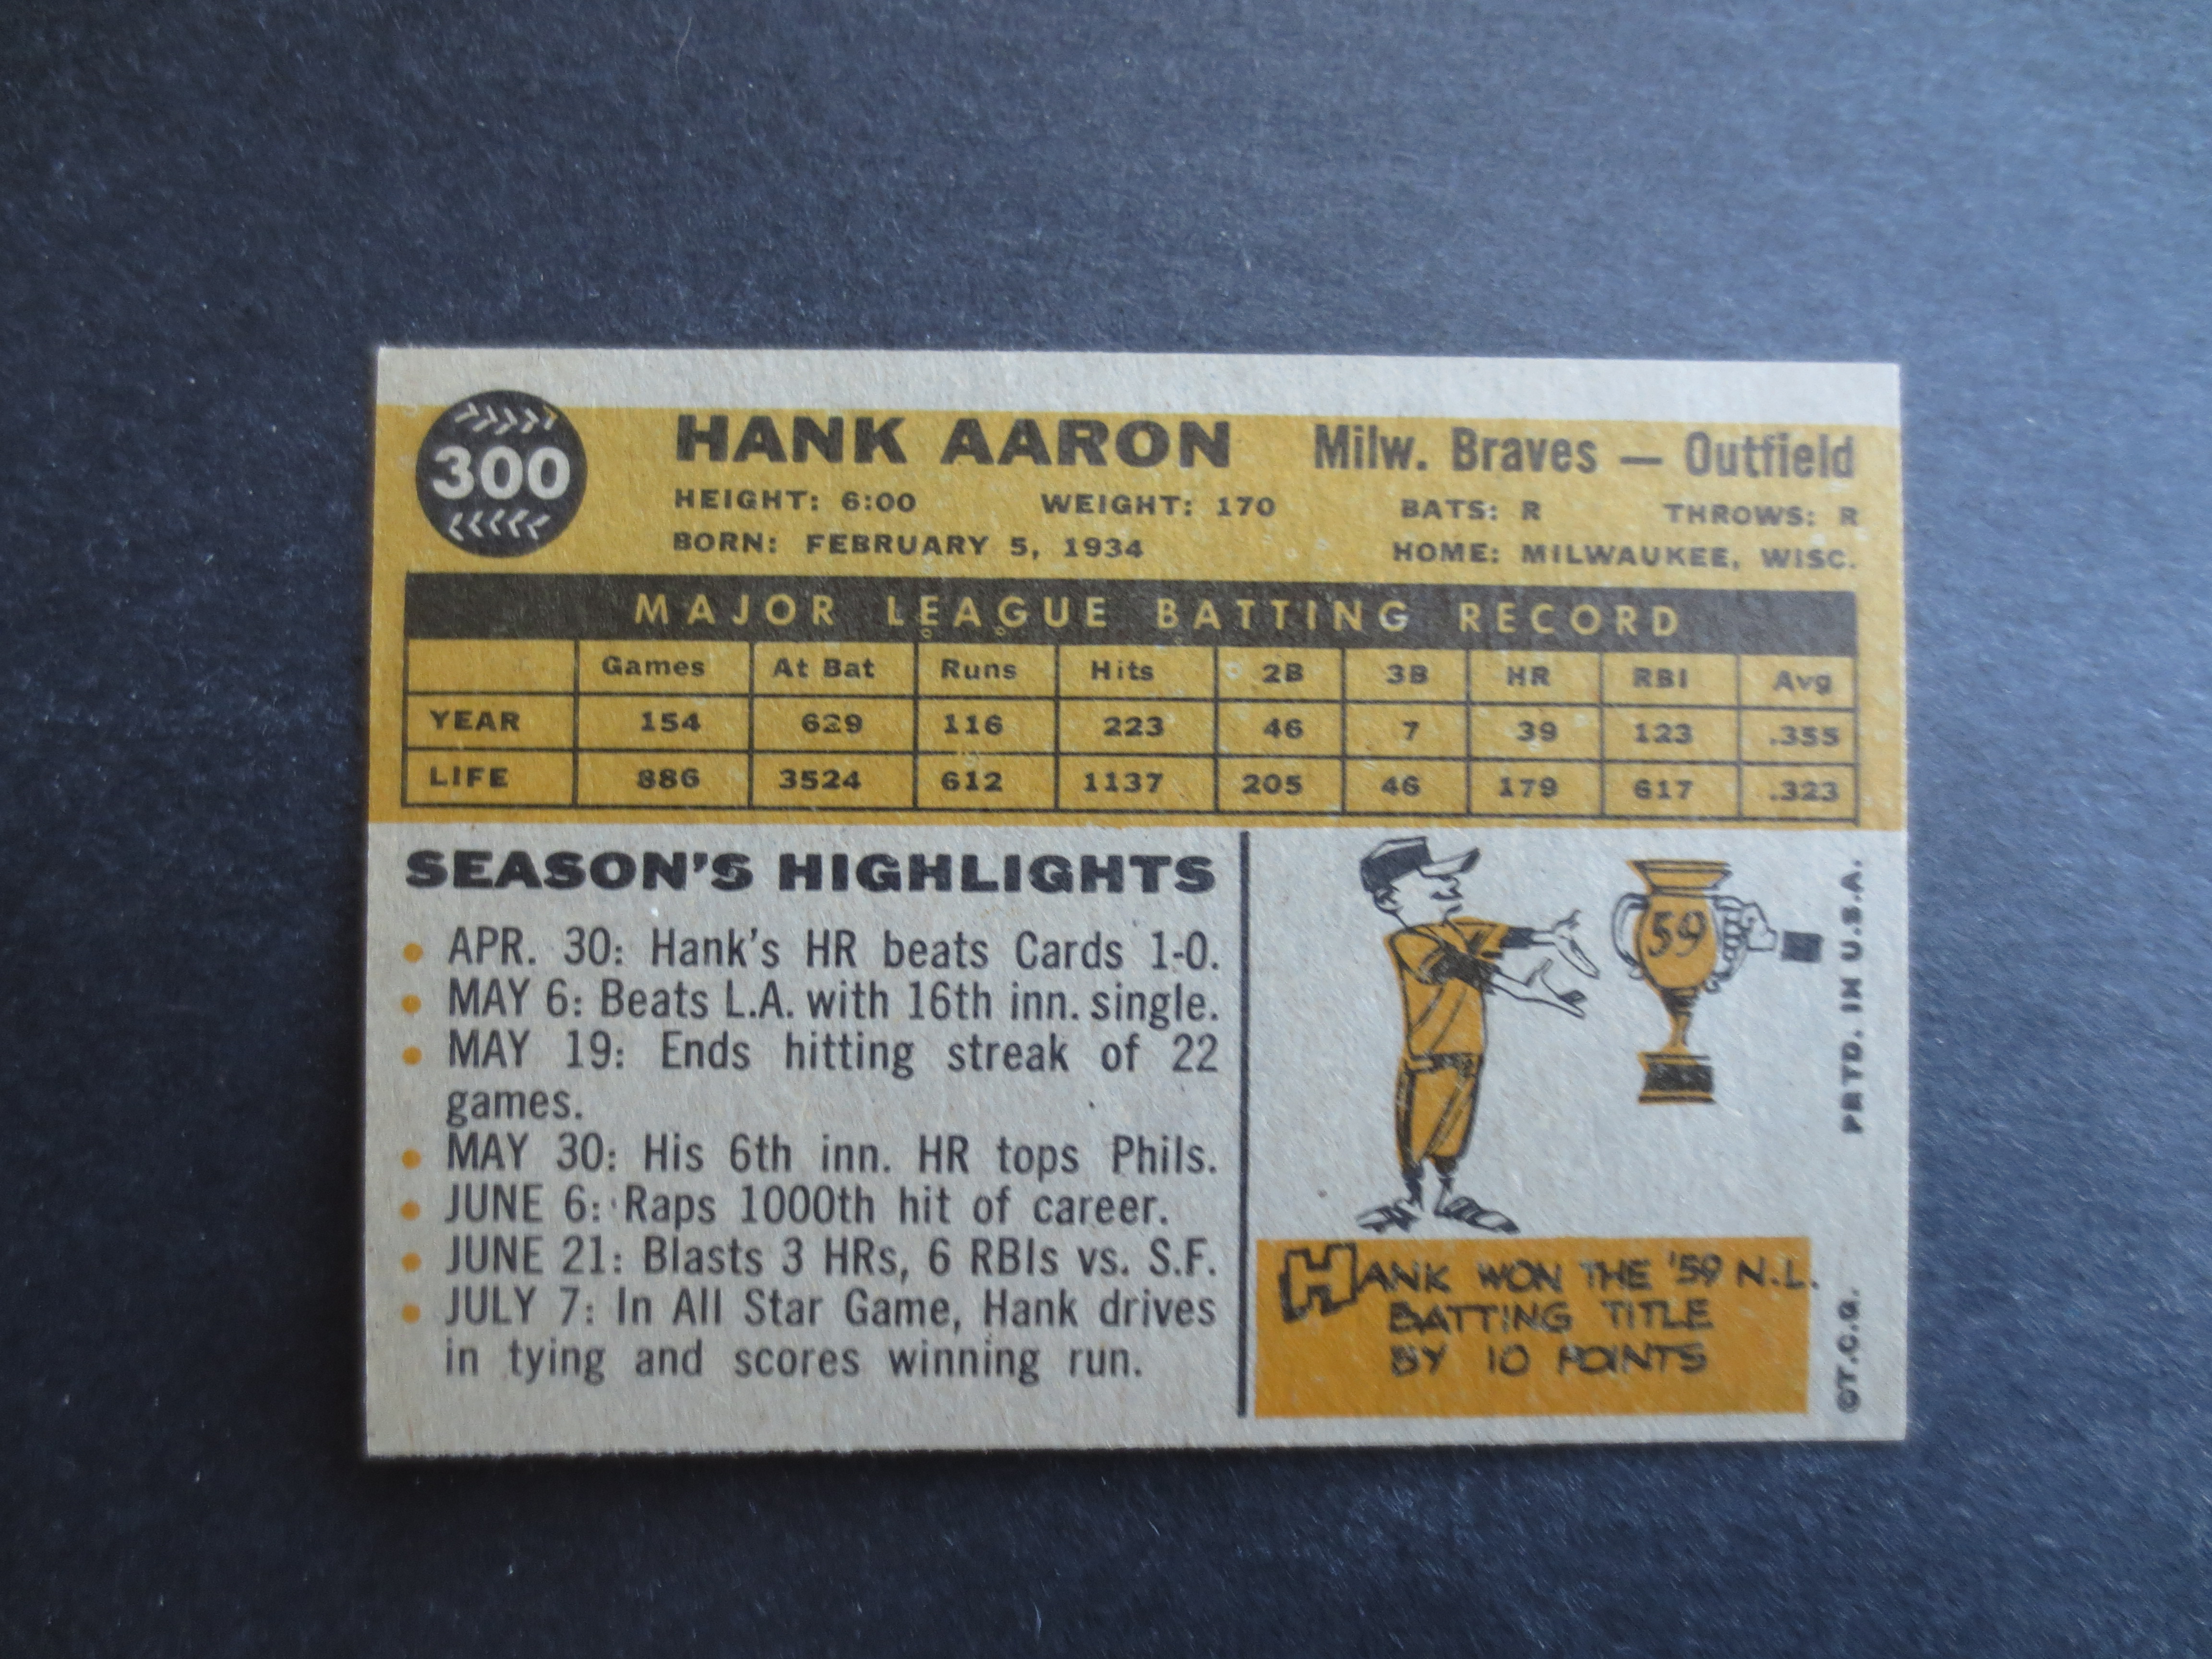 300
HANK AARON Milw. Braves — Outfield
HEIGHT: 6:00 WEIGHT: 170 BATS: R THROWS: R
BORN: FEBRUARY 5, 1934 HOME: MILWAUKEE, WISC.
MAJOR LEAGUE BATTING RECORD
Games At Bat Runs Hits 2B 3B HR RBI Avg
YEAR 154 629 116 223 46 7 39 123 .355
LIFE 886 3524 612 1137 205 46 179 617 .323
SEASON'S HIGHLIGHTS
• APR. 30: Hank's HR beats Cards 1-0.
• MAY 6: Beats L.A. with 16th inn. single.
• MAY 19: Ends hitting streak of 22
games.
• MAY 30: His 6th inn. HR tops Phils.
• JUNE 6: Raps 1000th hit of career.
• JUNE 21: Blasts 3 HRs, 6 RBIs vs. S.F.
• JULY 7: In All Star Game, Hank drives
in tying and scores winning run.
59
HANK WON THE '59 N.L.
BATTING TITLE
BY 10 POINTS
©T.C.G. PRTD. IN U.S.A.